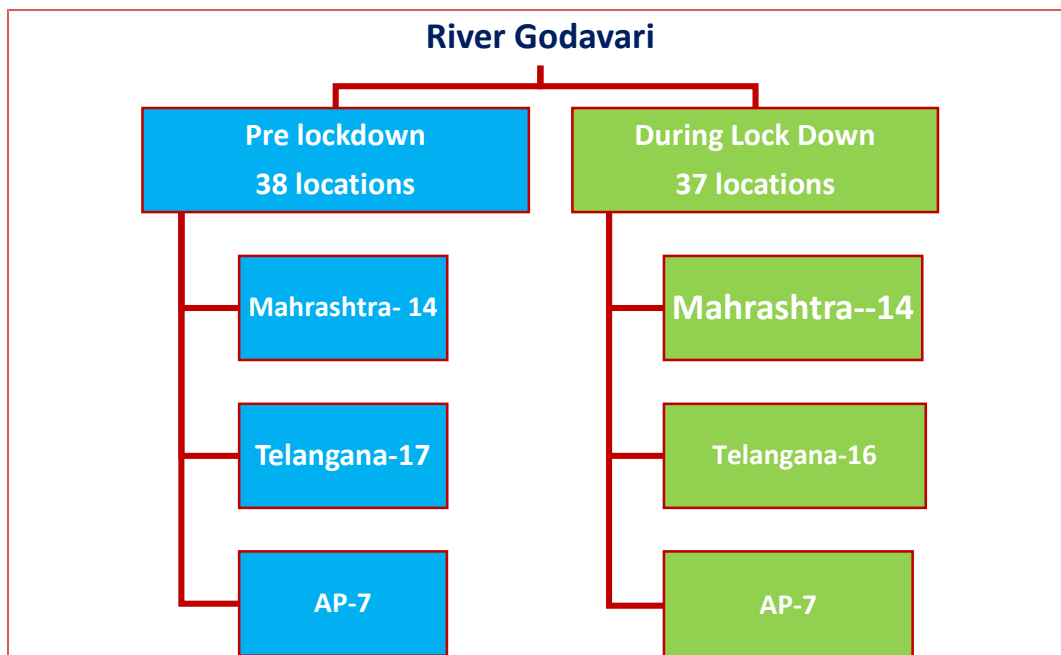 River Godavari
Pre lockdown
38 locations
Mahrashtra- 14
Telangana-17
AP-7
During Lock Down
37 locations
Mahrashtra--14
Telangana-16
AP-7